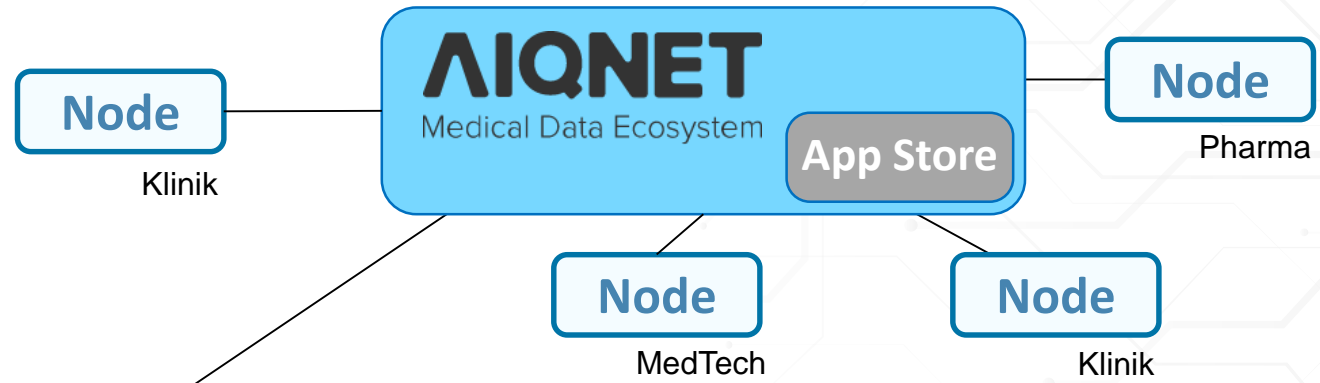 AIQNET
Medical Data Ecosystem
App Store
Node
Klinik
Node
Pharma
Node
MedTech
Node
Klinik